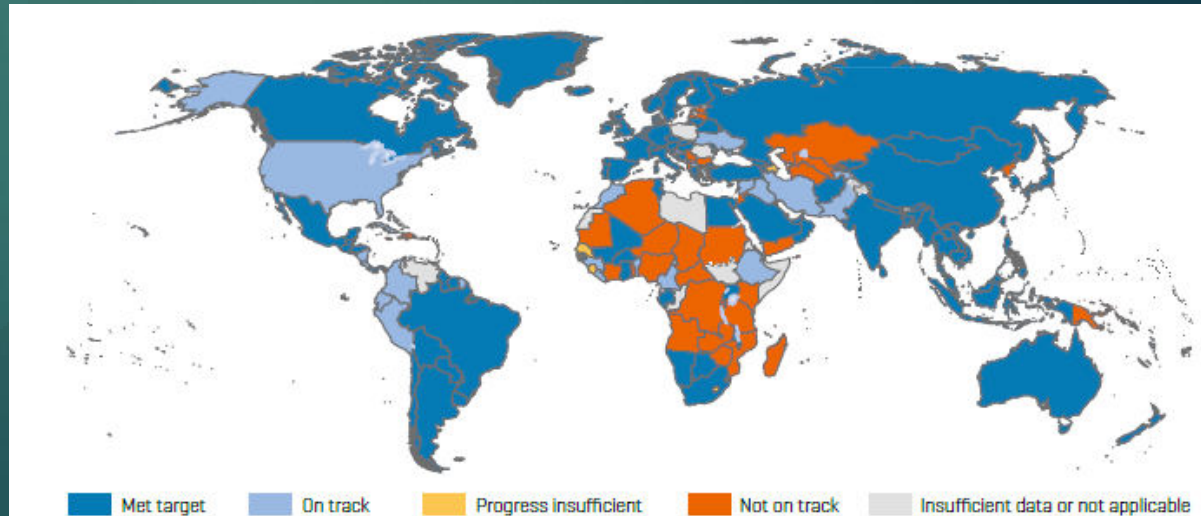 Met target On track Progress insufficient Not on track Insufficient data or not applicable